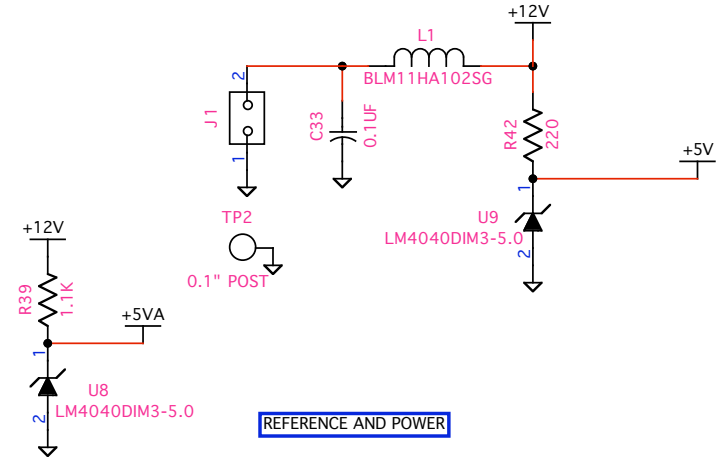 +12V
L1
BLM11HA102SG
2
J1
1
C33
0.1UF
R42
220
+5V
1
U9
LM4040DIM3-5.0
2
TP2
0.1" POST
+12V
R39
1.1K
+5VA
1
U8
LM4040DIM3-5.0
2
REFERENCE AND POWER